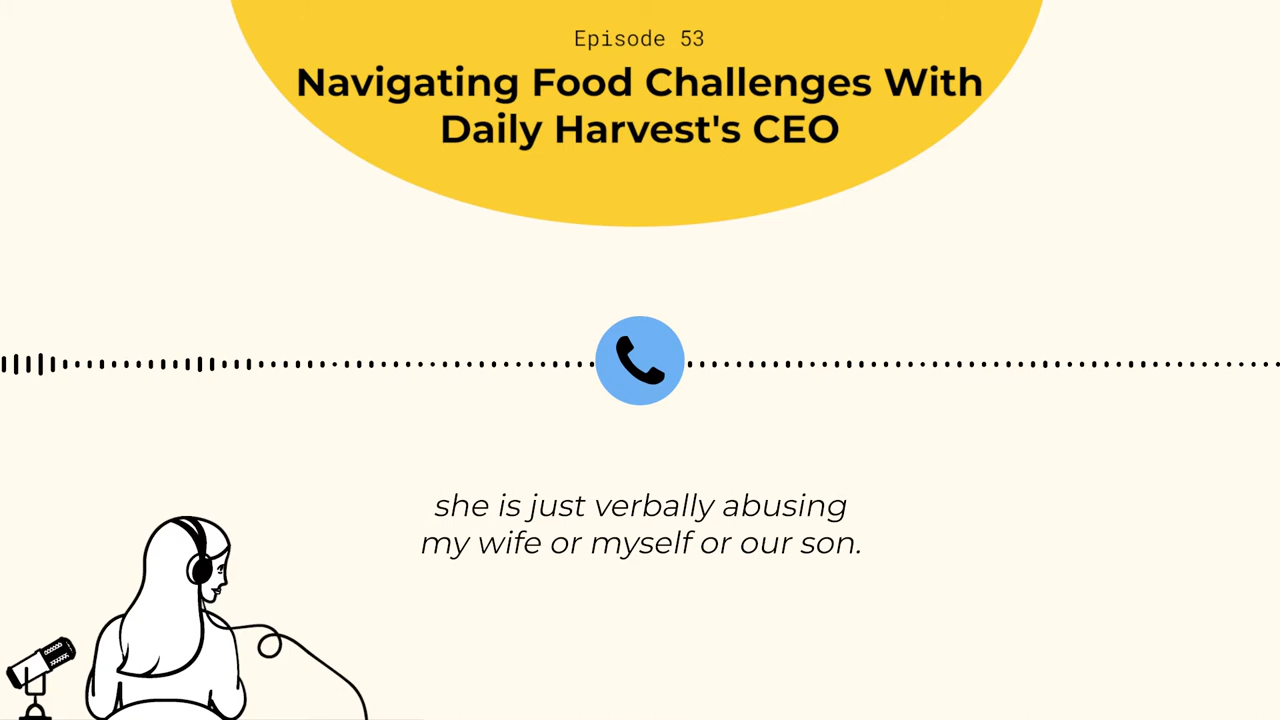 Episode 53
Navigating Food Challenges With
Daily Harvest's CEO
she is just verbally abusing
my wife or myself or our son.